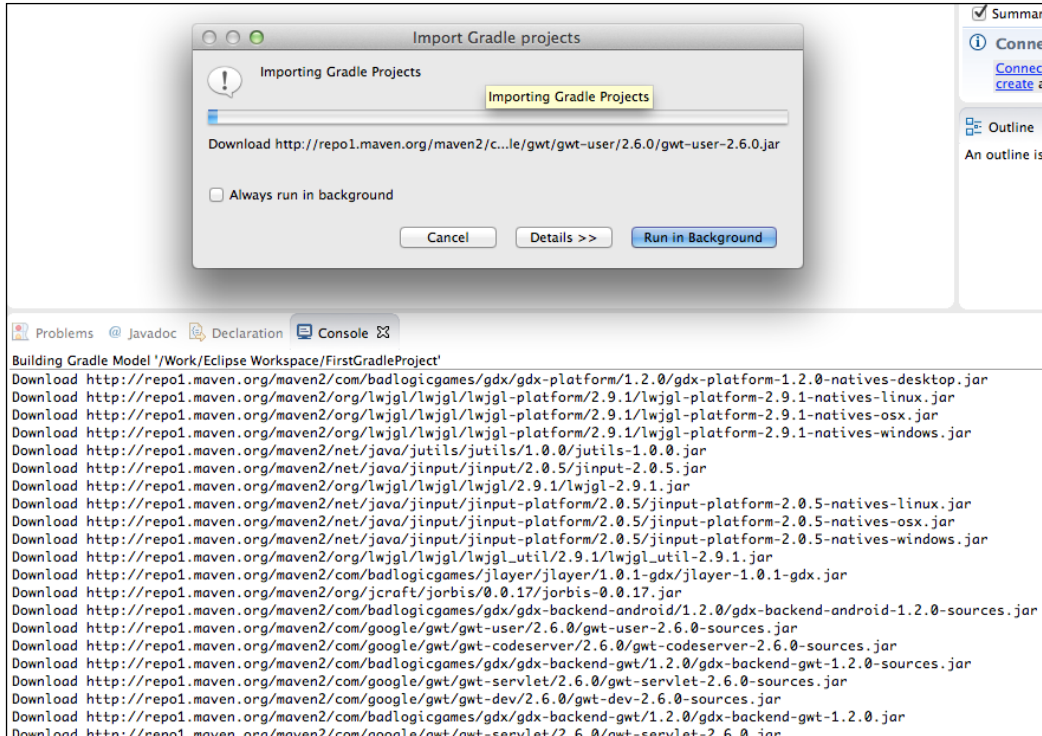 Import Gradle projects
Importing Gradle Projects
Importing Gradle Projects
Download http://repo1.maven.org/maven2/c...le/gwt/gwt-user/2.6.0/gwt-user-2.6.0.jar
Always run in background
Cancel Details >> Run in Background
Summar
Conne
Connec
create a
Outline
An outline is
Problems @ Javadoc Declaration Console
Building Gradle Model '/Work/Eclipse Workspace/FirstGradleProject'
Download http://repo1.maven.org/maven2/com/badlogicgames/gdx/gdx-platform/1.2.0/gdx-platform-1.2.0-natives-desktop.jar
Download http://repo1.maven.org/maven2/org/lwjgl/lwjgl/lwjgl-platform/2.9.1/lwjgl-platform-2.9.1-natives-linux.jar
Download http://repo1.maven.org/maven2/org/lwjgl/lwjgl/lwjgl-platform/2.9.1/lwjgl-platform-2.9.1-natives-osx.jar
Download http://repo1.maven.org/maven2/org/lwjgl/lwjgl/lwjgl-platform/2.9.1/lwjgl-platform-2.9.1-natives-windows.jar
Download http://repo1.maven.org/maven2/net/java/jutils/jutils/1.0.0/jutils-1.0.0.jar
Download http://repo1.maven.org/maven2/net/java/jinput/jinput/2.0.5/jinput-2.0.5.jar
Download http://repo1.maven.org/maven2/org/lwjgl/lwjgl/lwjgl/2.9.1/lwjgl-2.9.1.jar
Download http://repo1.maven.org/maven2/net/java/jinput/jinput-platform/2.0.5/jinput-platform-2.0.5-natives-linux.jar
Download http://repo1.maven.org/maven2/net/java/jinput/jinput-platform/2.0.5/jinput-platform-2.0.5-natives-osx.jar
Download http://repo1.maven.org/maven2/net/java/jinput/jinput-platform/2.0.5/jinput-platform-2.0.5-natives-windows.jar
Download http://repo1.maven.org/maven2/org/lwjgl/lwjgl/lwjgl_util/2.9.1/lwjgl_util-2.9.1.jar
Download http://repo1.maven.org/maven2/com/badlogicgames/jlayer/jlayer/1.0.1-gdx/jlayer-1.0.1-gdx.jar
Download http://repo1.maven.org/maven2/org/jcraft/jorbis/0.0.17/jorbis-0.0.17.jar
Download http://repo1.maven.org/maven2/com/badlogicgames/gdx/gdx-backend-android/1.2.0/gdx-backend-android-1.2.0-sources.jar
Download http://repo1.maven.org/maven2/com/google/gwt/gwt-user/2.6.0/gwt-user-2.6.0-sources.jar
Download http://repo1.maven.org/maven2/com/google/gwt/gwt-codeserver/2.6.0/gwt-codeserver-2.6.0-sources.jar
Download http://repo1.maven.org/maven2/com/badlogicgames/gdx/gdx-backend-gwt/1.2.0/gdx-backend-gwt-1.2.0-sources.jar
Download http://repo1.maven.org/maven2/com/google/gwt/gwt-servlet/2.6.0/gwt-servlet-2.6.0-sources.jar
Download http://repo1.maven.org/maven2/com/google/gwt/gwt-dev/2.6.0/gwt-dev-2.6.0-sources.jar
Download http://repo1.maven.org/maven2/com/badlogicgames/gdx/gdx-backend-gwt/1.2.0/gdx-backend-gwt-1.2.0.jar
Download http://repo1.maven.org/maven2/com/google/gwt/gwt-servlet/2.6.0/gwt-servlet-2.6.0.jar